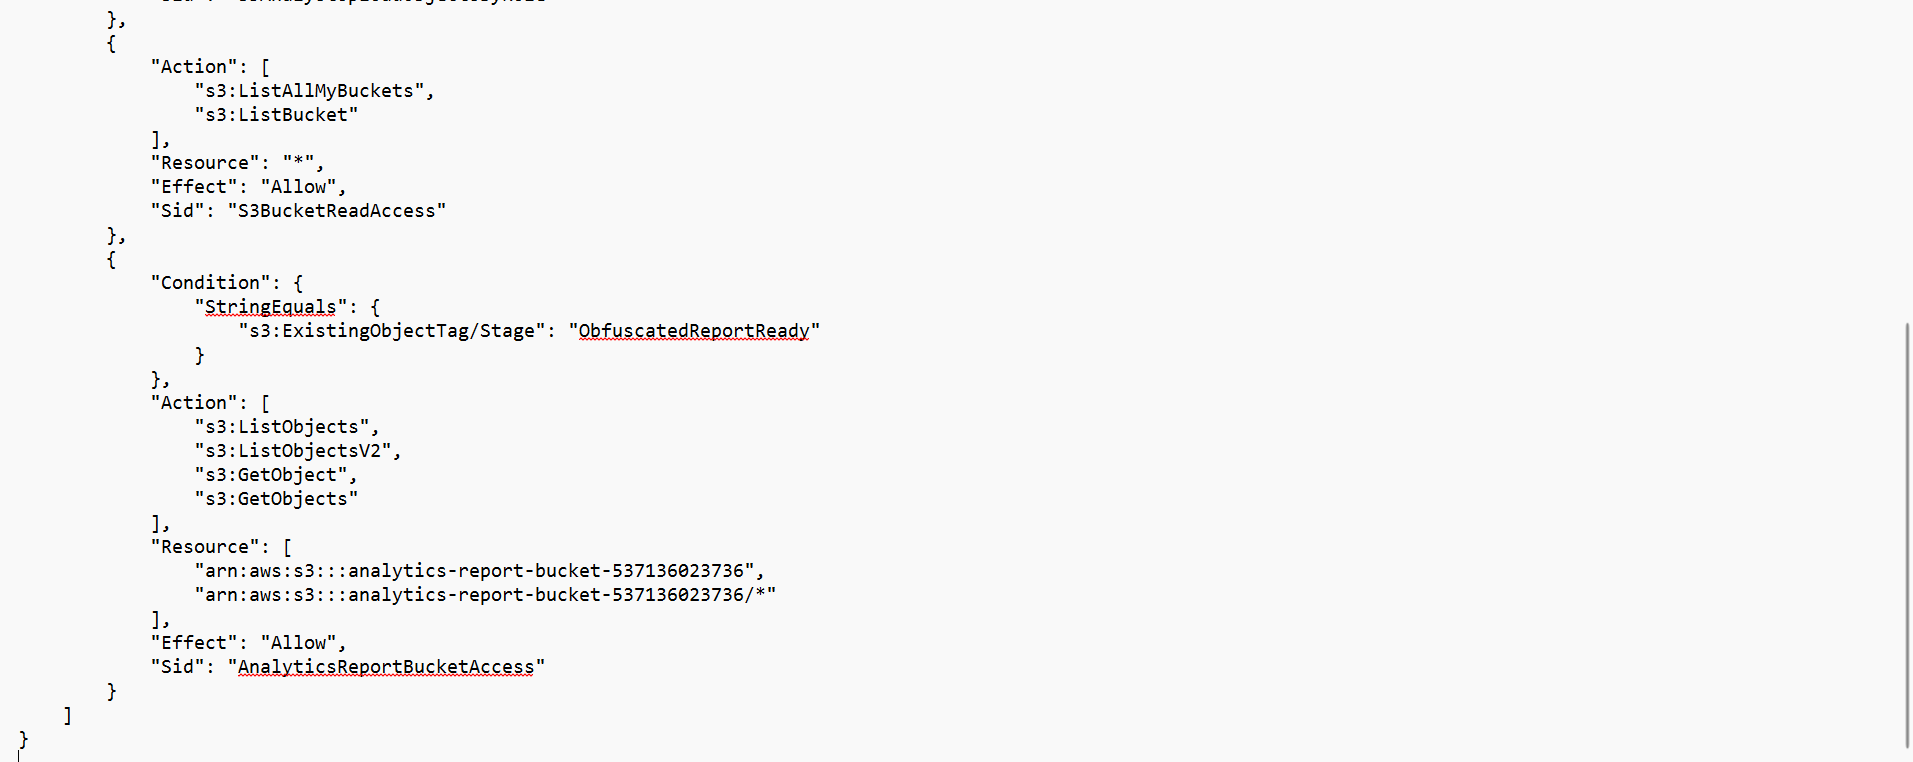 },
{
"Action": [
"s3:ListAllMyBuckets",
"s3:ListBucket"
],
"Resource": "*",
"Effect": "Allow",
"Sid": "S3BucketReadAccess"
},
{
"Condition": {
"StringEquals": {
"s3:ExistingObjectTag/Stage": "ObfuscatedReportReady"
}
},
"Action": [
"s3:ListObjects",
"s3:ListObjectsV2",
"s3:GetObject",
"s3:GetObjects"
],
"Resource": [
"arn:aws:s3:::analytics-report-bucket-537136023736",
"arn:aws:s3:::analytics-report-bucket-537136023736/*"
],
"Effect": "Allow",
"Sid": "AnalyticsReportBucketAccess"
}
]
}